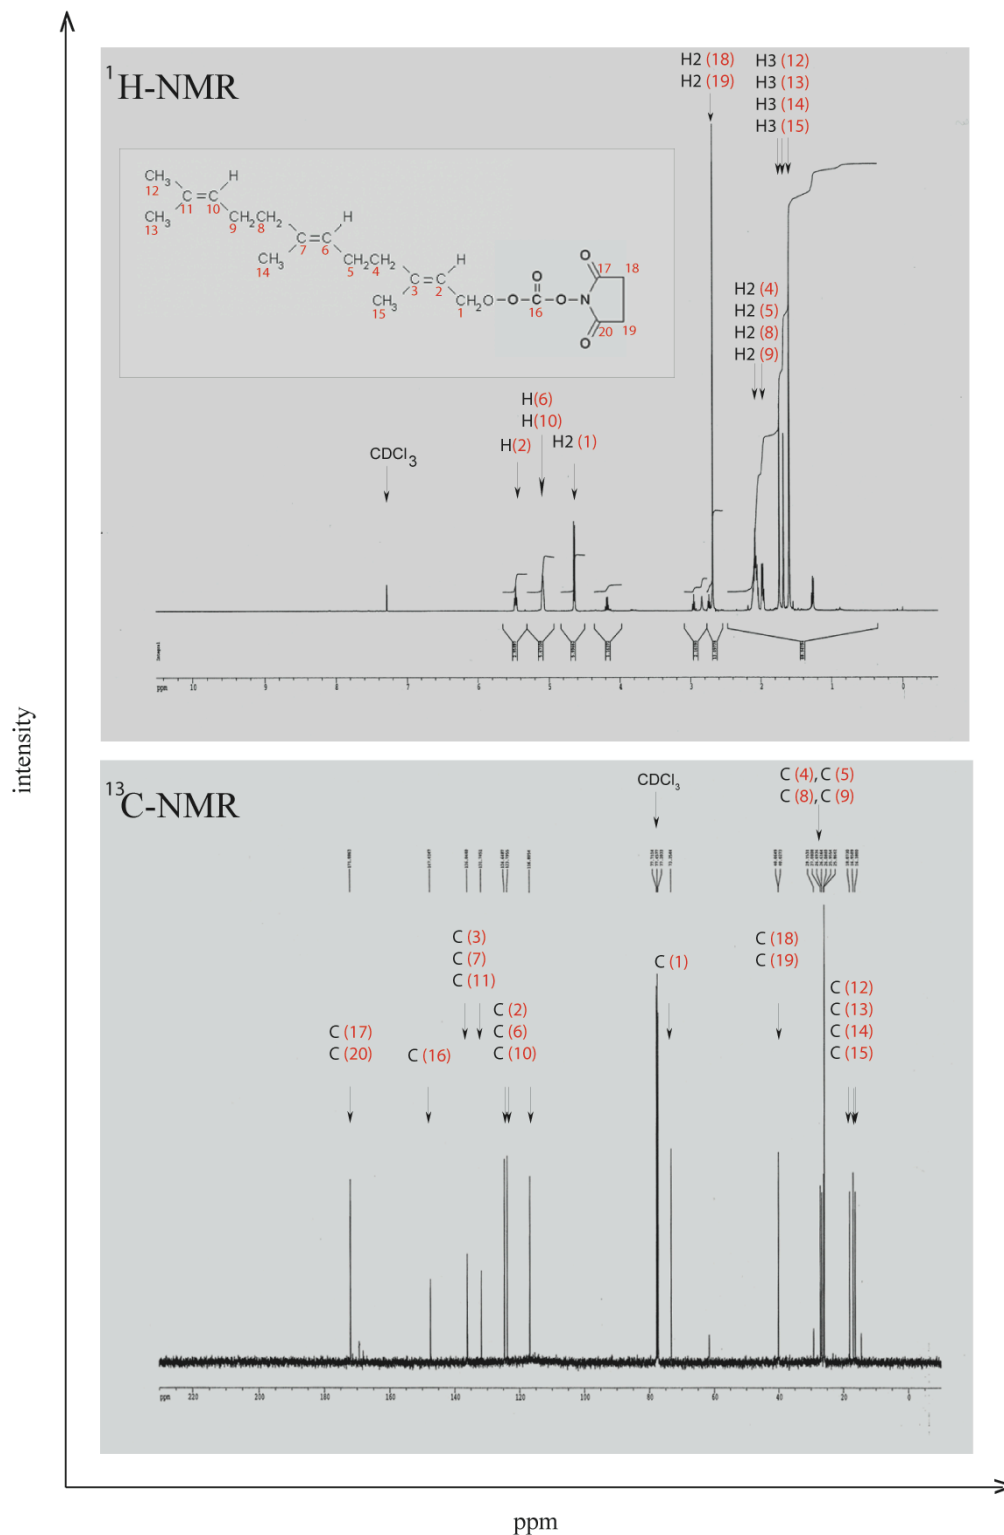 1H-NMR
H2 (18)
H2 (19)
H3 (12)
H3 (13)
H3 (14)
H3 (15)
CH3
12
C=C
H
11
10
CH3
13
CH2CH2
9
8
C=C
H
7
6
CH3
14
CH2CH2
5
4
C=C
H
3
2
CH3
15
CH2
1
O
O
O
16
O
N
O
17
18
20
19
O
H2 (4)
H2 (5)
H2 (8)
H2 (9)
H(6)
H(10)
H(2)
H2 (1)
CDCl3
Integral
ppm 10 9 8 7 6 5 4 3 2 1 0
intensity
13C-NMR
CDCl3
C (4),C (5)
C (8),C (9)
C (3)
C (7)
C (11)
C (1)
C (18)
C (19)
C (2)
C (6)
C (10)
C (12)
C (13)
C (14)
C (15)
C (17)
C (20)
C (16)
ppm 220 200 180 160 140 120 100 80 60 40 20 0
ppm